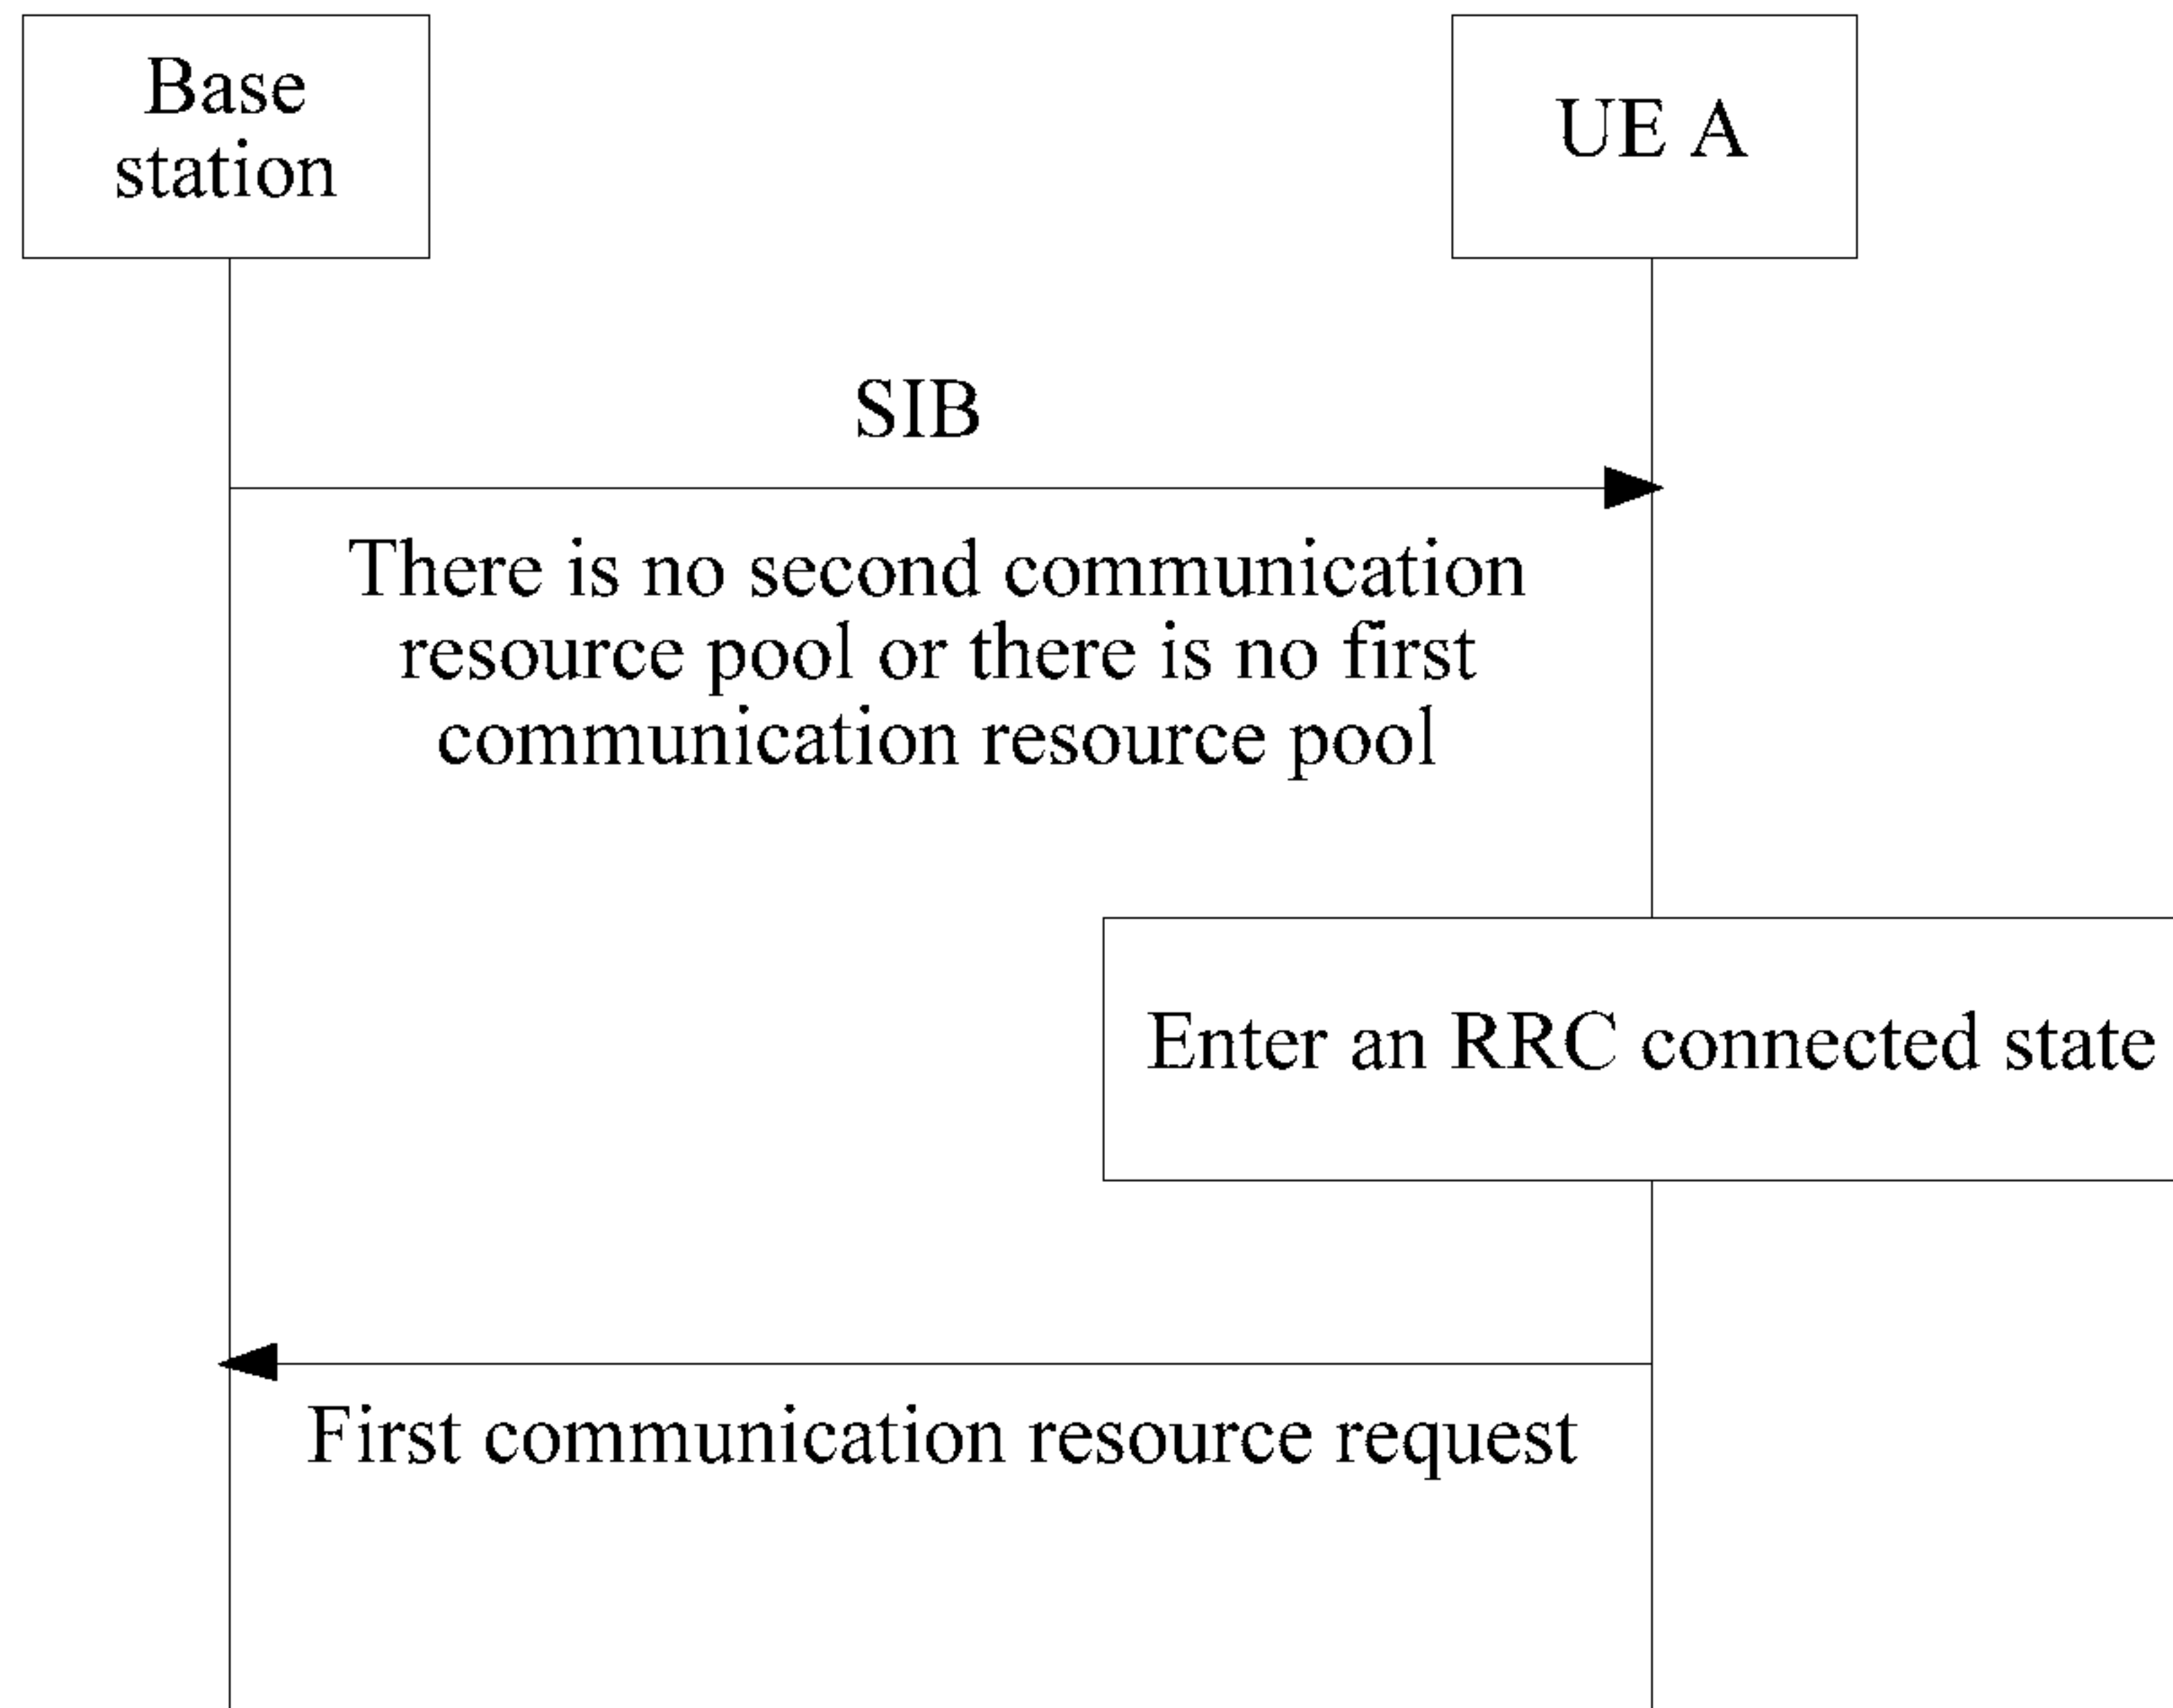 Base
station
UE A
SIB
There is no second communication
resource pool or there is no first
communication resource pool
Enter an RRC connected state
First communication resource request